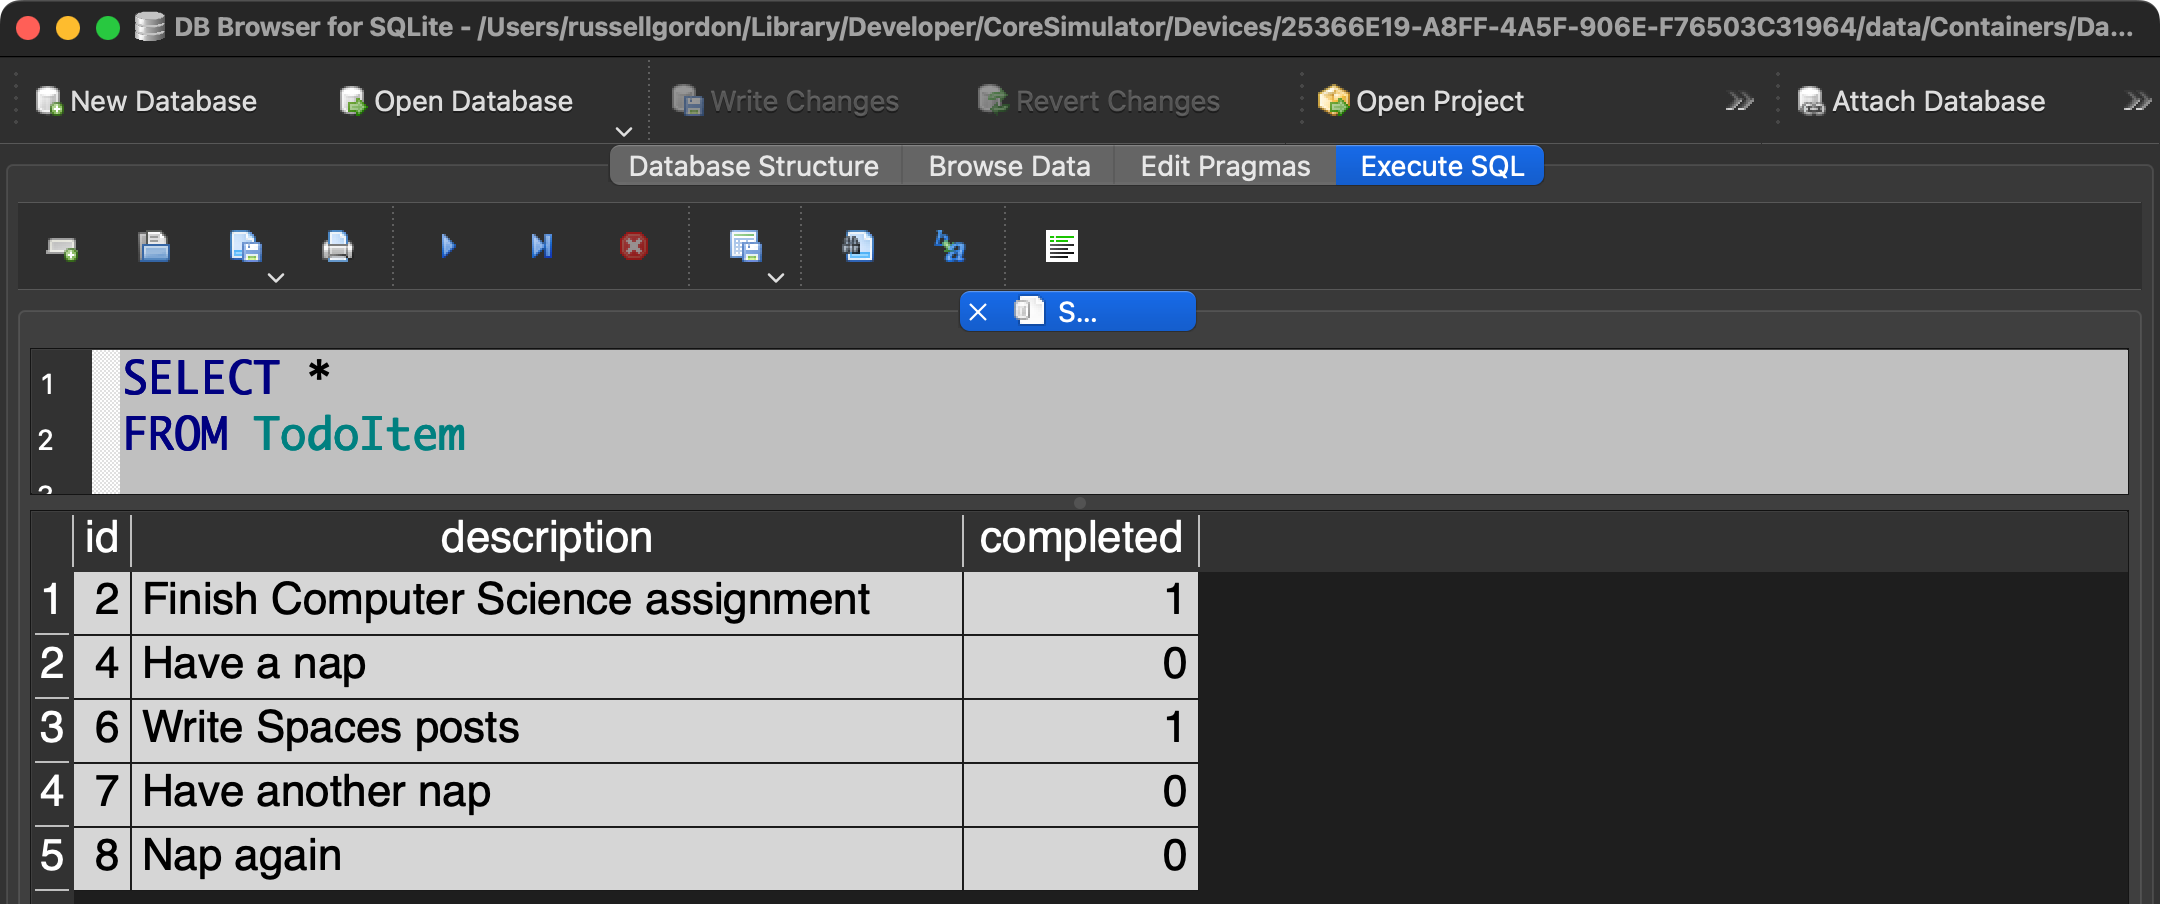 DB Browser for SQLite - /Users/russellgordon/Library/Developer/CoreSimulator/Devices/25366E19-A8FF-4A5F-906E-F76503C31964/data/Containers/Da...
New Database Open Database Write Changes Revert Changes Open Project Attach Database
Database Structure Browse Data Edit Pragmas Execute SQL
S...
1 SELECT *
2 FROM TodoItem
3
id description completed
1 2 Finish Computer Science assignment 1
2 4 Have a nap 0
3 6 Write Spaces posts 1
4 7 Have another nap 0
5 8 Nap again 0